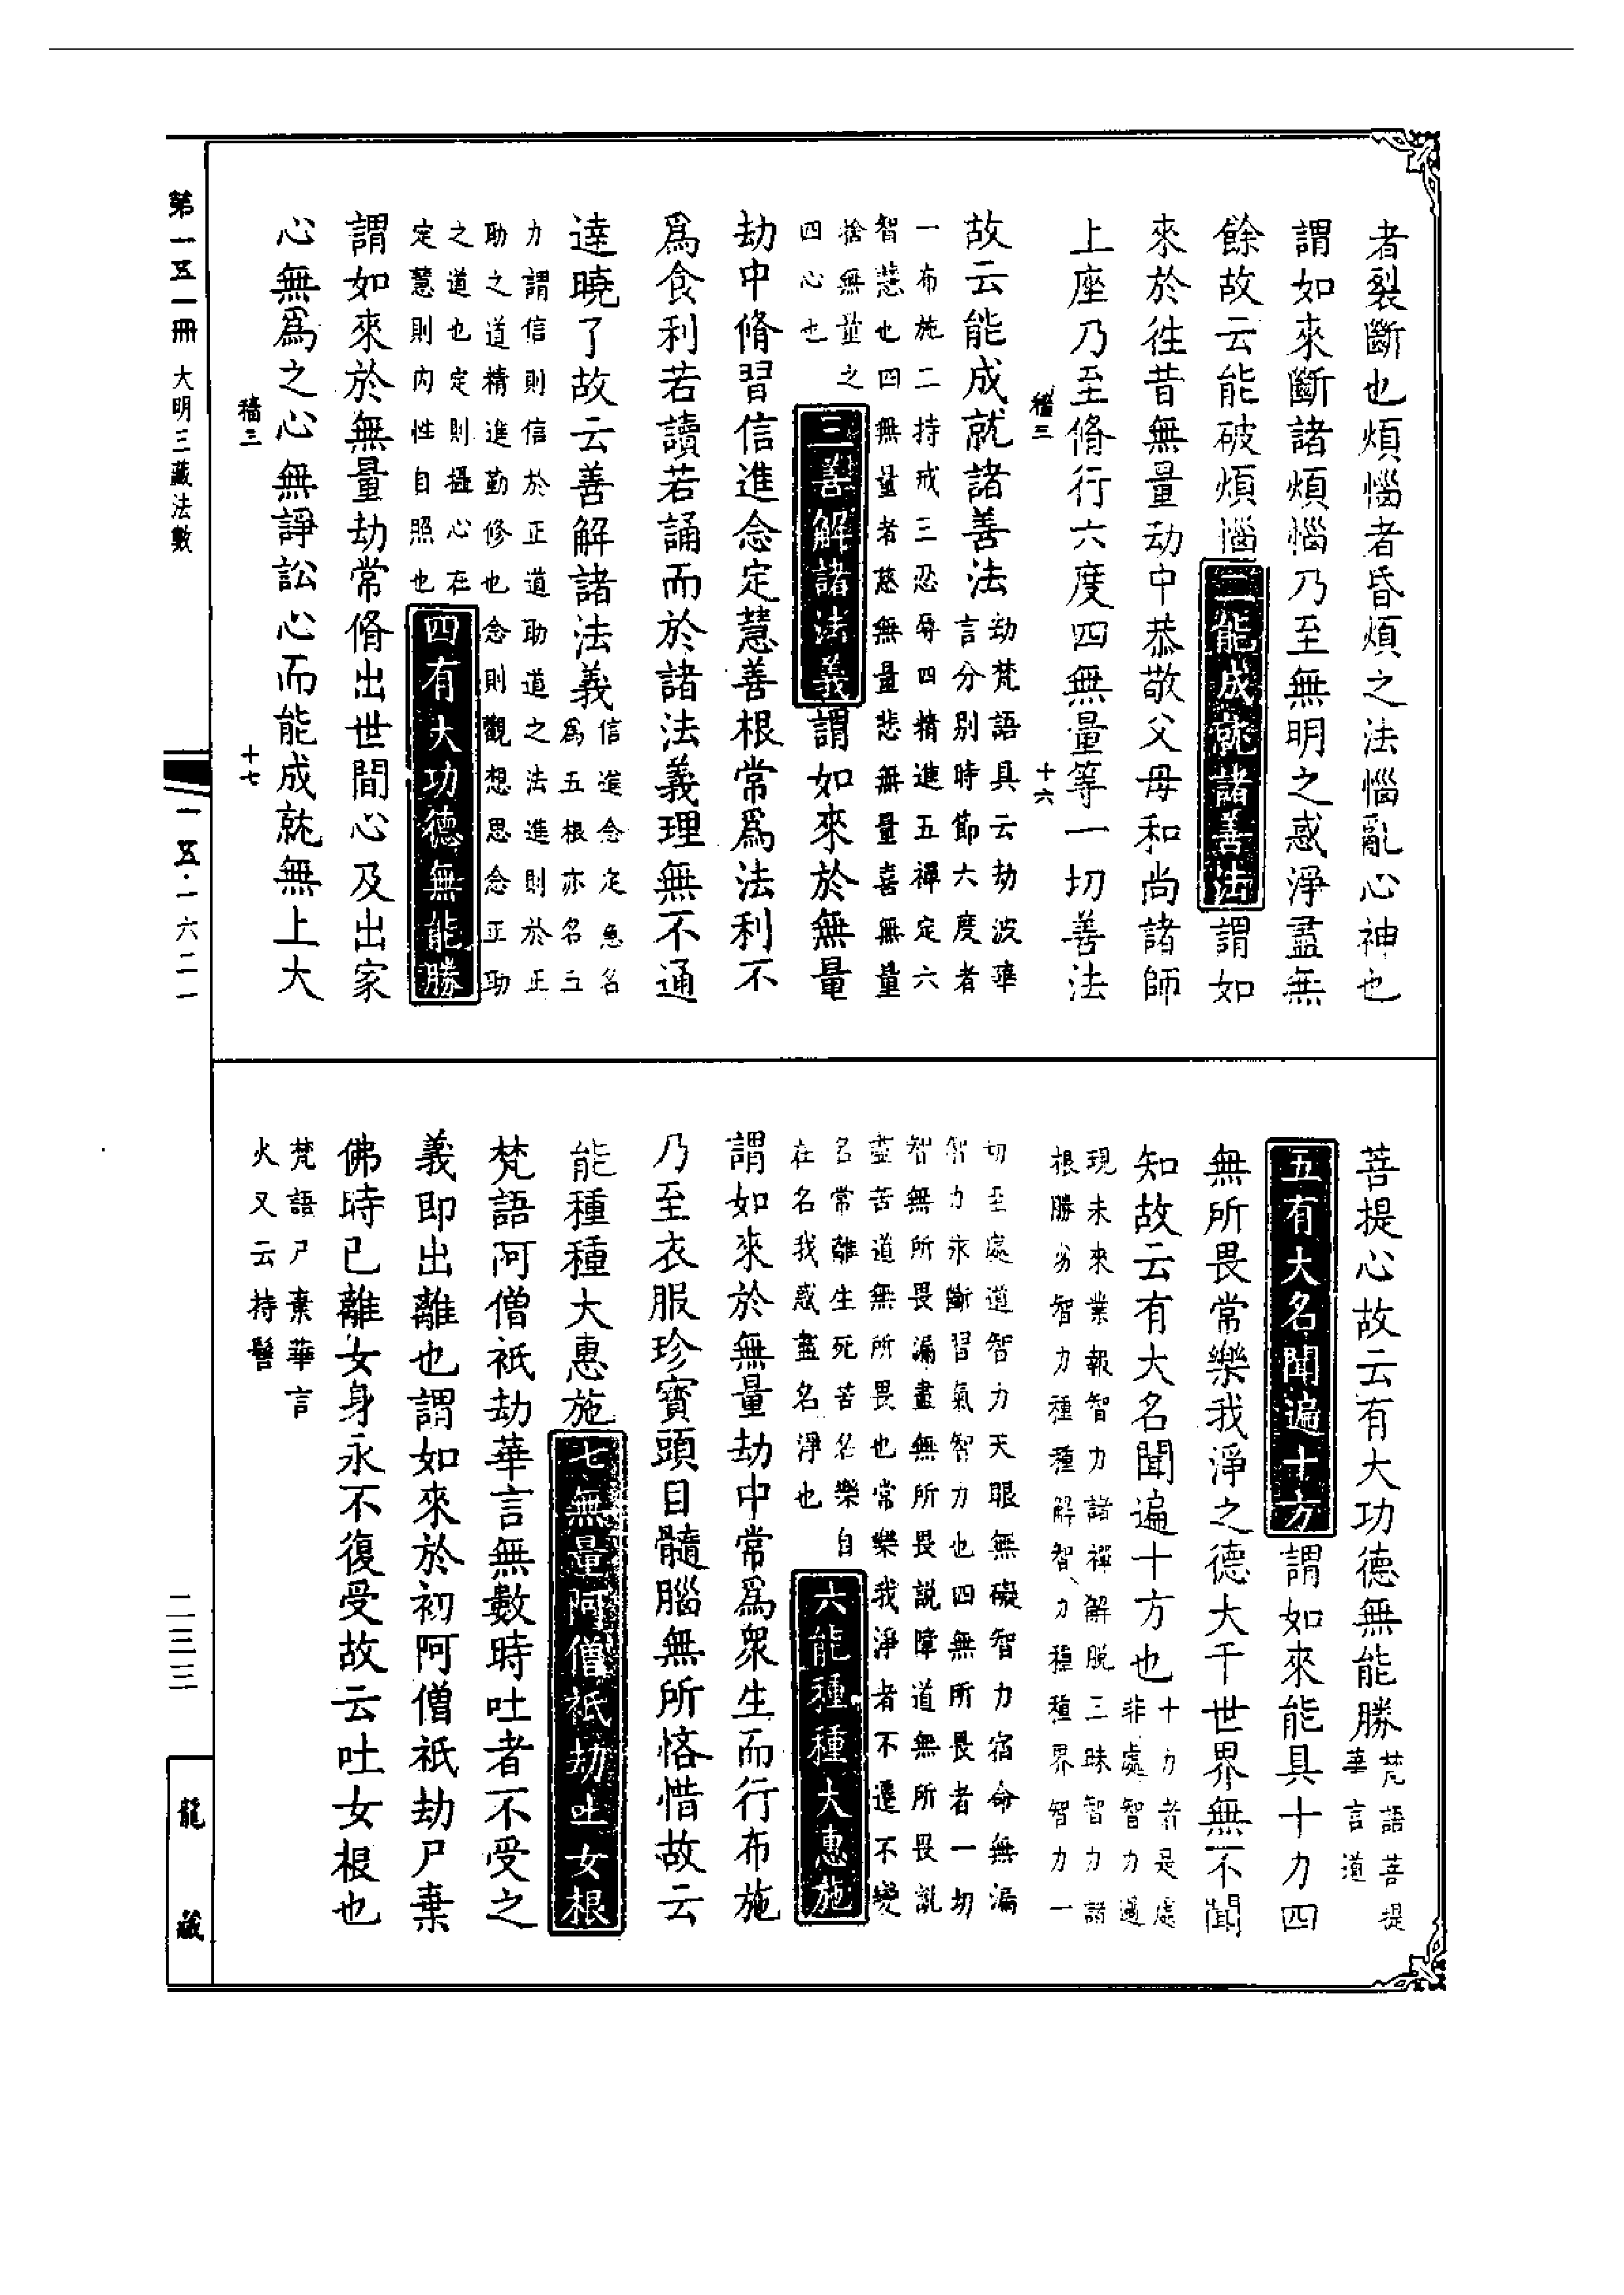 者裂斷也煩惱者昏煩之法惱亂心神也
謂如來斷諸煩惱乃至無明之惑淨盡無
餘故云能破煩惱二能成就諸善法謂如
來於徃昔無量劫中恭敬父母和尚諸師
上座乃至脩行六度四無量等一切善法
稽三 十六
故云能成就諸善法
劫梵語具云劫波華
言分別時節六度者
一布施二持戒三忍辱四精進五禪定六
智慧也四無量者慈無量悲無量喜無量
捨無量之
四心也
三善解諸法義謂如來於無量
劫中脩習信進念定慧善根常爲法利不
爲食利若讀若誦而於諸法義理無不通
達曉了故云善解諸法義
信進念定慧名
爲五根亦名五
力謂信則信於正道助道之法進則於正
助之道精進勤修也念則觀想思念正助
之道也定則攝心在
定慧則內性自照也
四有大功德無能勝
謂如來於無量劫常脩出世間心及出家
心無爲之心無諍訟心而能成就無上大
稽三 十七
菩提心故云有大功德無能勝
梵語菩提
華言道
五有大名聞遍十方謂如來能具十力四
無所畏常樂我淨之德大千世界無不聞
知故云有大名聞遍十方也
十力者是處
非處智力過
現未來業報智力諸禪解脫三昧智力諸
根勝劣智力種種解智力種種界智力一
切至處道智力天眼無礙智力宿命無漏
智力永斷習氣智力也四無所畏者一切
智無所畏漏盡無所畏說障道無所畏說
盡苦道無所畏也常樂我淨者不遷不變
名常離生死苦名樂自
在名我惑盡名淨也
六能種種大惠施
謂如來於無量劫中常爲衆生而行布施
乃至衣服珍寶頭目髓腦無所悋惜故云
能種種大惠施七無量阿僧祇劫吐女根
梵語阿僧祇劫華言無數時吐者不受之
義即出離也謂如來於初阿僧祇劫尸棄
佛時已離女身永不復受故云吐女根也
梵語尸棄華言
火又云持髻
第一五一冊 大明三藏法數
一五·一六二一
二三三
龍藏